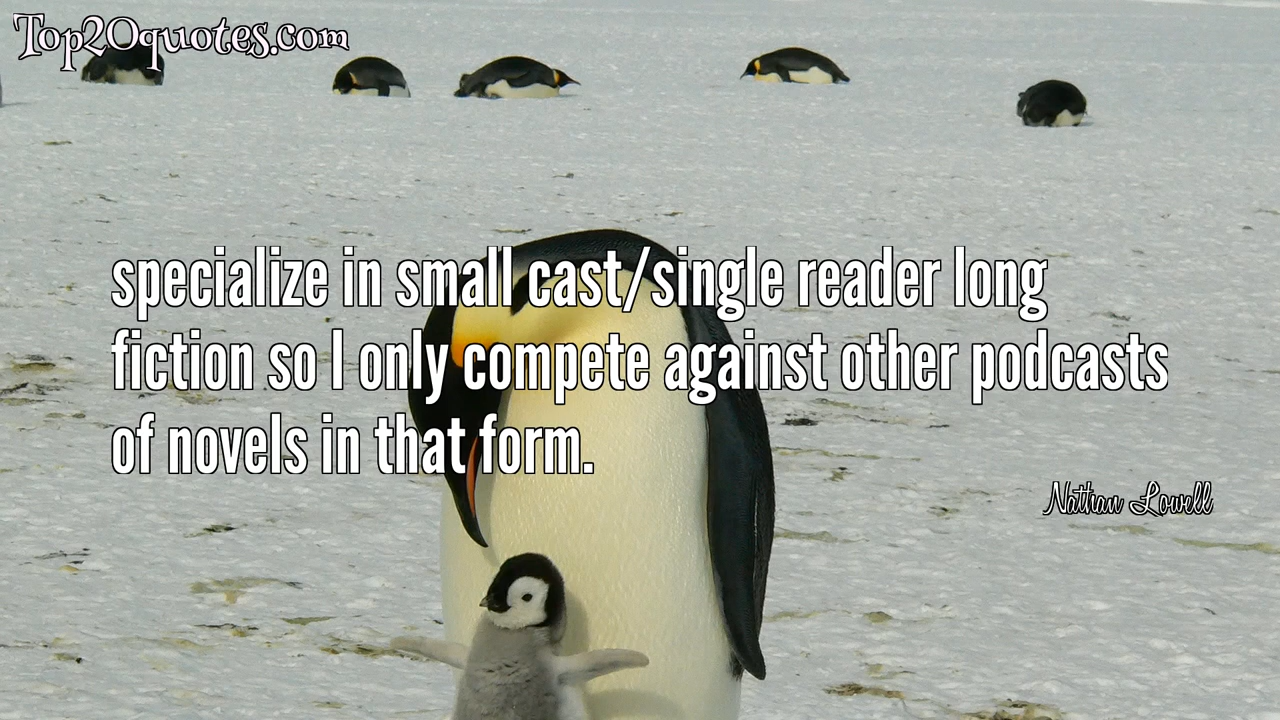 Top20quotes.com
specialize in small cast/single reader long
fiction so I only compete against other podcasts
of novels in that form.
Nathan Lowell